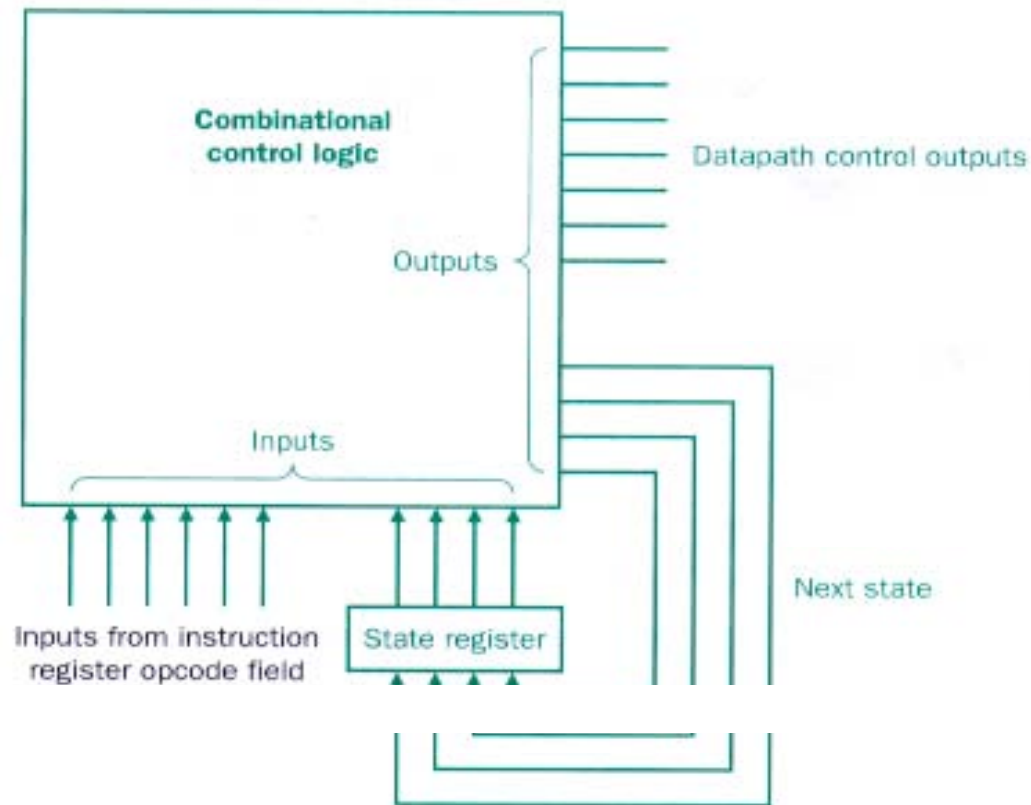 Combinational
control logic
Datapath control outputs
Outputs
Inputs
Next state
Inputs from instruction
register opcode field
State register